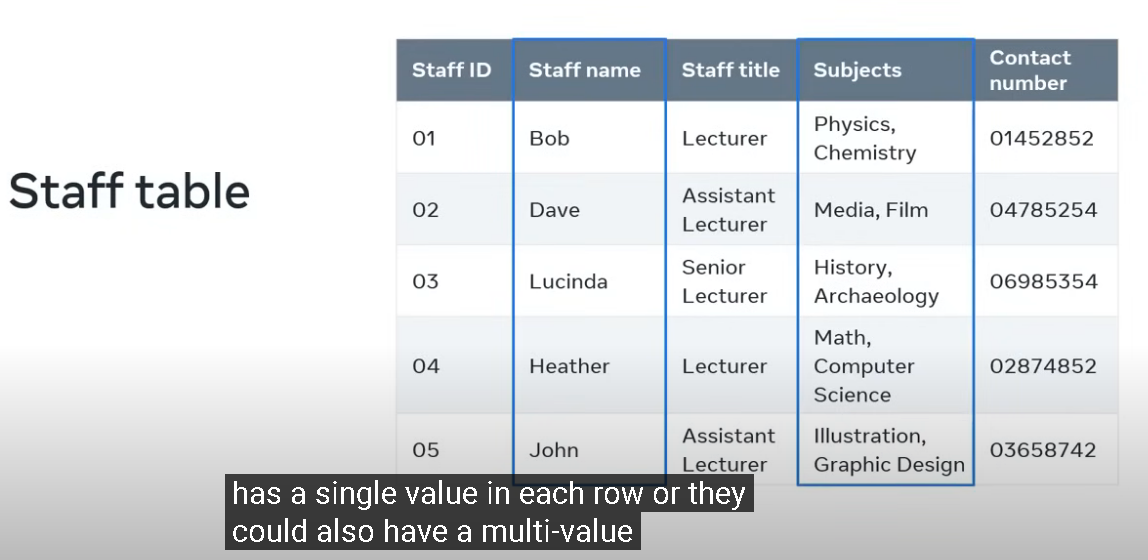 Staff table
Staff ID
Staff name
Staff title
Subjects
Contact
number
01
Bob
Lecturer
Physics,
Chemistry
01452852
02
Dave
Assistant
Lecturer
Media, Film
04785254
03
Lucinda
Senior
Lecturer
History,
Archaeology
06985354
04
Heather
Lecturer
Math,
Computer
Science
02874852
05
John
Assistant
Lecturer
Illustration,
Graphic Design
03658742
has a single value in each row or they
could also have a multi-value